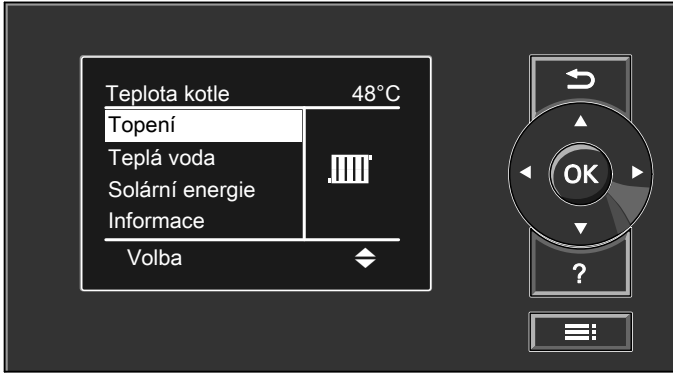 Teplota kotle 48°C
Topení
Teplá voda
Solární energie
Informace
Volba
OK
?